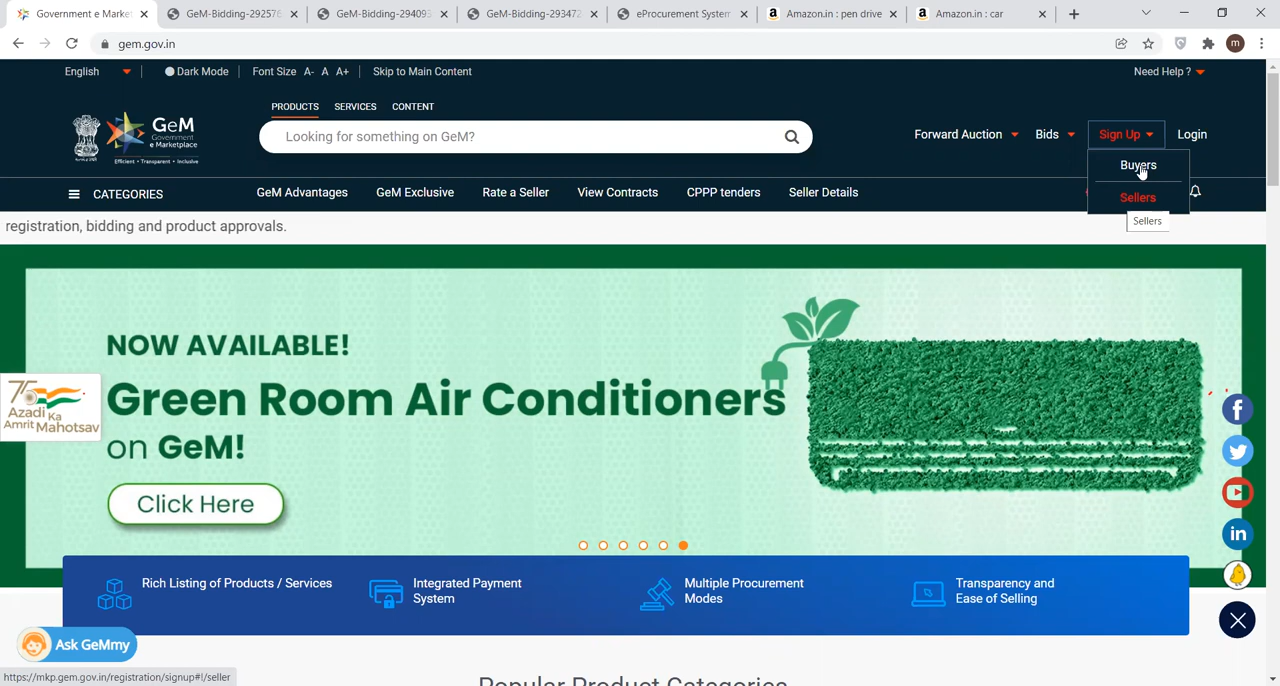 Government e Market
GeM-Bidding-292576
GeM-Bidding-294095
GeM-Bidding-293472
eProcurement System
Amazon.in : pen drive
Amazon.in : car
gem.gov.in
m
English
Dark Mode
Font Size A- A A+
Skip to Main Content
Need Help ?
PRODUCTS SERVICES CONTENT
GeM
Government
e Marketplace
Efficient • Transparent • Inclusive
Looking for something on GeM?
Forward Auction
Bids
Sign Up
Login
Buyers
Sellers
Sellers
CATEGORIES
GeM Advantages
GeM Exclusive
Rate a Seller
View Contracts
CPPP tenders
Seller Details
registration, bidding and product approvals.
NOW AVAILABLE!
Green Room Air Conditioners
on GeM!
Click Here
75
Azadi Ka
Amrit Mahotsav
Rich Listing of Products / Services
Integrated Payment
System
Multiple Procurement
Modes
Transparency and
Ease of Selling
Ask GeMmy
https://mkp.gem.gov.in/registration/signup#!/seller
Popular Product Categories